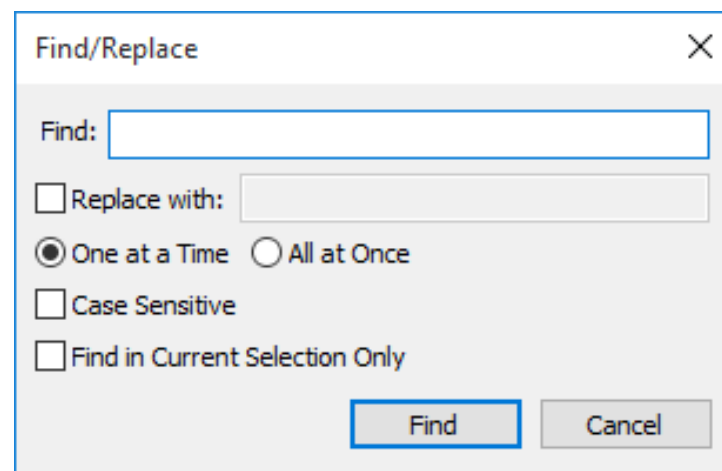 Find/Replace
Find:
Replace with:
One at a Time All at Once
Case Sensitive
Find in Current Selection Only
Find Cancel